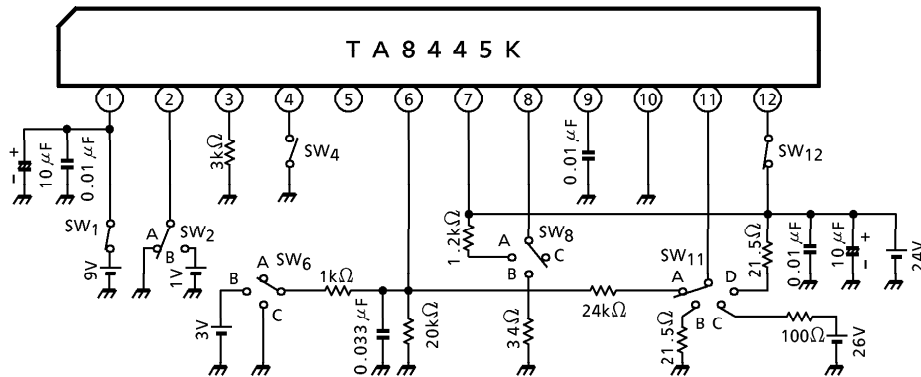 TA8445K
1 2 3 4 5 6 7 8 9 10 11 12
+
-
10μF
0.01μF
3kΩ
SW4
0.01μF
SW12
SW1
A
SW2
B
9V
1V
1.2kΩ
A
SW8
C
B
SW11
A
D
B
C
21.5Ω
0.01μF
10μF
+
-
24V
SW6
A
B
C
1kΩ
3V
0.033μF
20kΩ
34Ω
24kΩ
21.5Ω
100Ω
26V